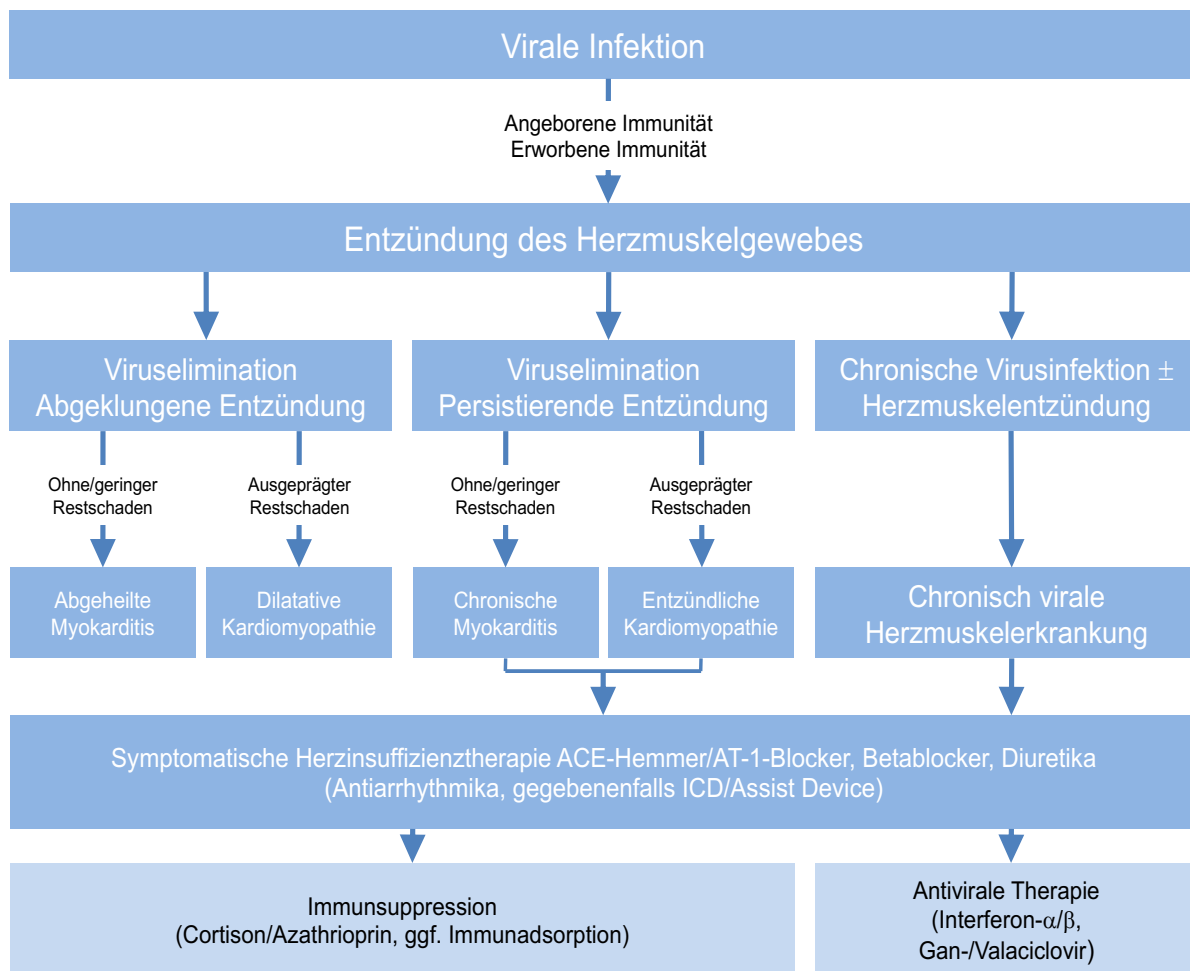 Virale Infektion
Angeborene Immunität
Erworbene Immunität
Entzündung des Herzmuskelgewebes
Viruselimination
Abgeklungene Entzündung
Viruselimination
Persistierende Entzündung
Chronische Virusinfektion ±
Herzmuskelentzündung
Ohne/geringer
Restschaden
Ausgeprägter
Restschaden
Ohne/geringer
Restschaden
Ausgeprägter
Restschaden
Abgeheilte
Myokarditis
Dilatative
Kardiomyopathie
Chronische
Myokarditis
Entzündliche
Kardiomyopathie
Chronisch virale
Herzmuskelerkrankung
Symptomatische Herzinsuffizienztherapie ACE-Hemmer/AT-1-Blocker, Betablocker, Diuretika
(Antiarrhythmika, gegebenenfalls ICD/Assist Device)
Immunsuppression
(Cortison/Azathrioprin, ggf. Immunadsorption)
Antivirale Therapie
(Interferon-α/β,
Gan-/Valaciclovir)